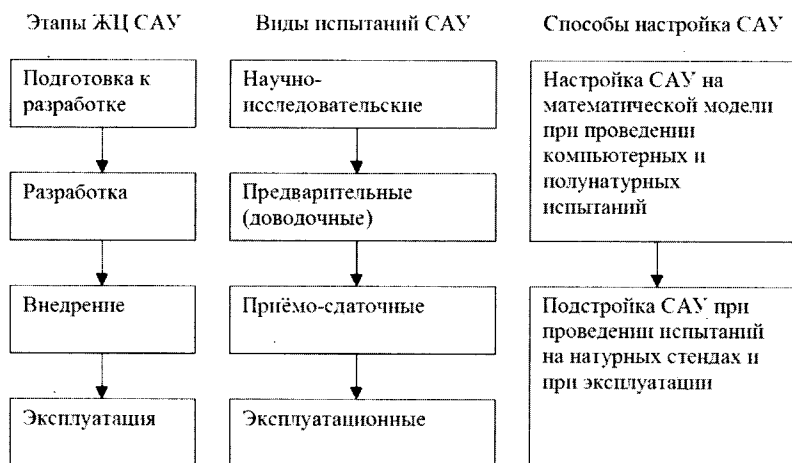 Этапы ЖЦ САУ
Подготовка к
разработке
Разработка
Внедрение
Эксплуатация
Виды испытаний САУ
Научно-
исследовательские
Предварительные
(доводочные)
Приёмо-сдаточные
Эксплуатационные
Способы настройка САУ
Настройка САУ на
математической модели
при проведении
компьютерных и
полунатурных
испытаний
Подстройка САУ при
проведении испытаний
на натурных стендах и
при эксплуатации